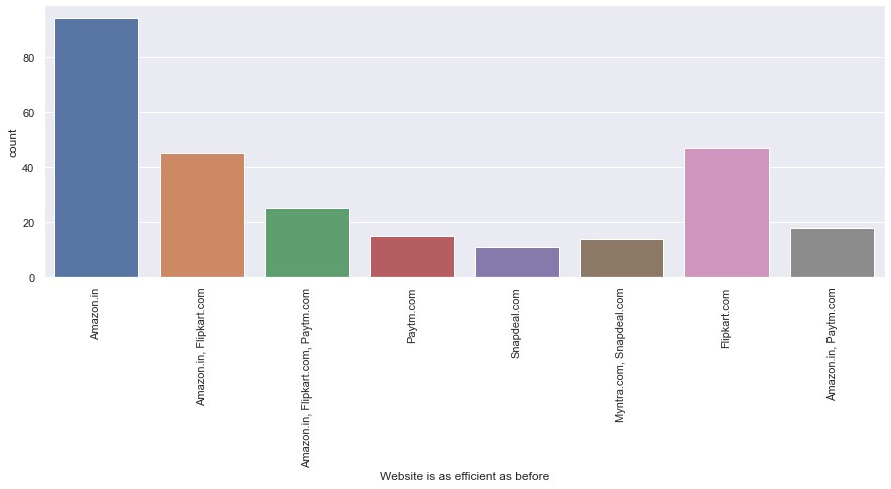 80
60
40
20
0
count
Amazon.in
Amazon.in, Flipkart.com
Amazon.in, Flipkart.com, Paytm.com
Paytm.com
Snapdeal.com
Myntra.com, Snapdeal.com
Flipkart.com
Amazon.in, Paytm.com
Website is as efficient as before